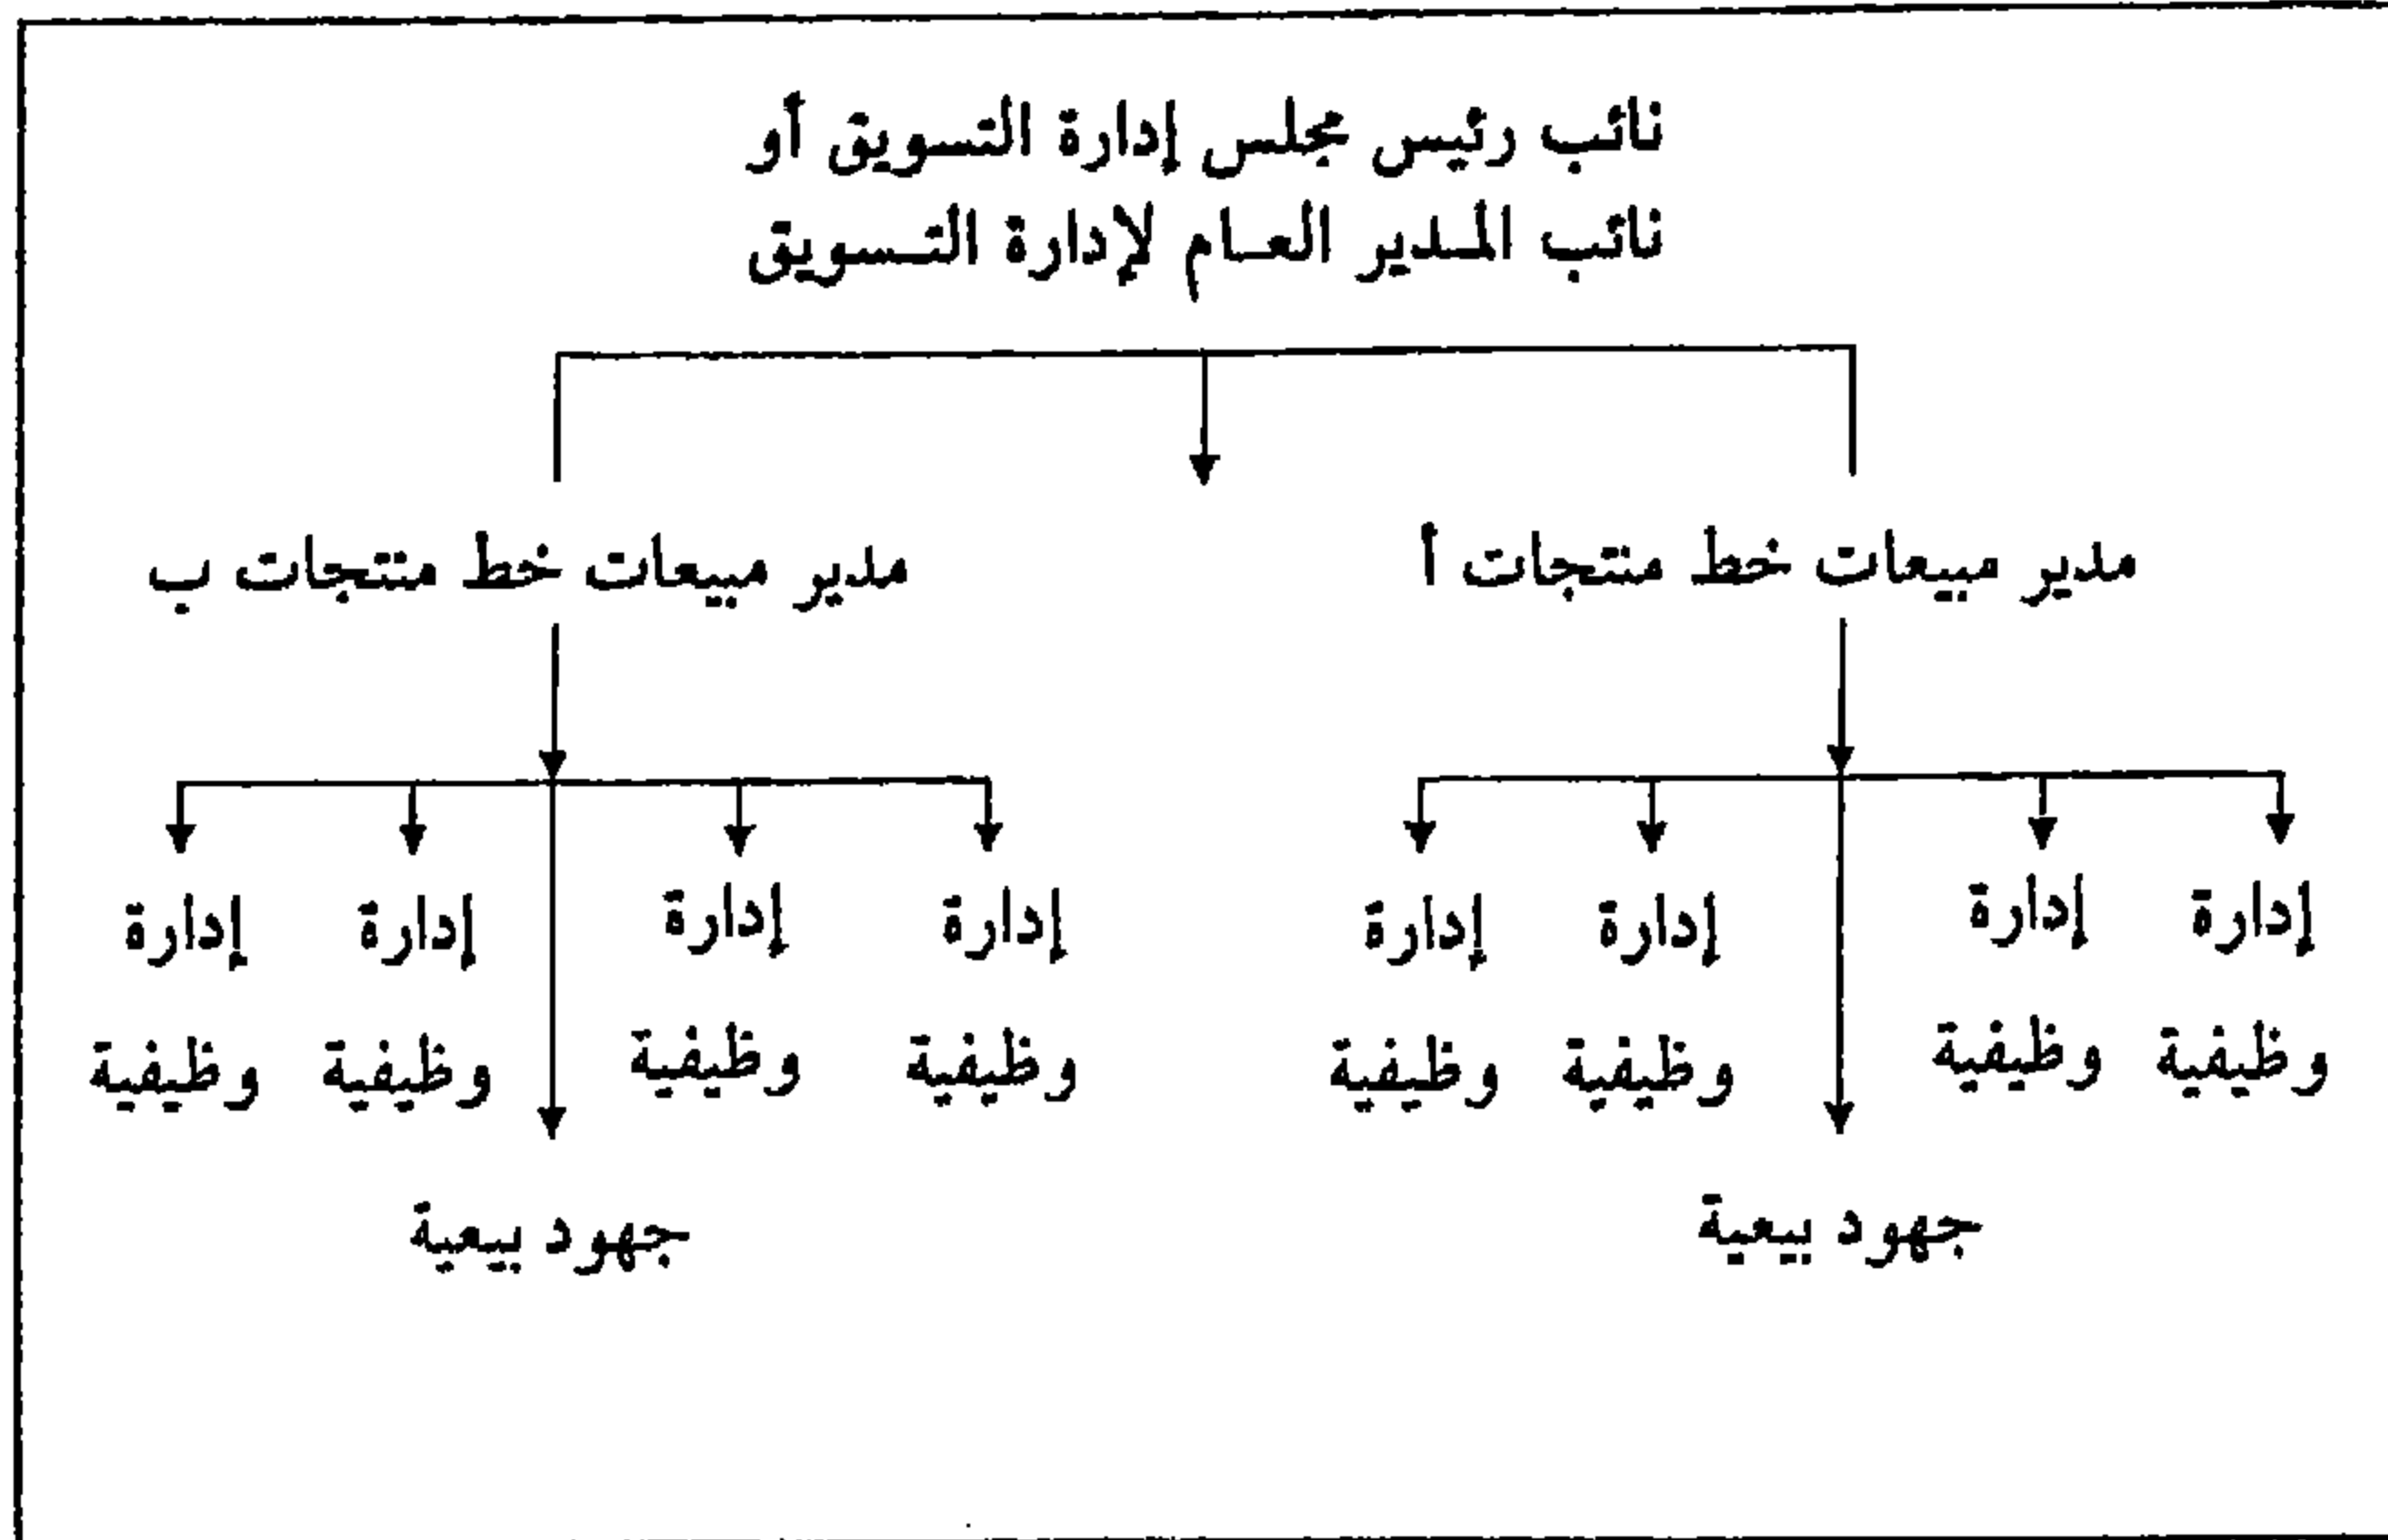 نائب رئيس مجلس إدارة التسويق أو
نائب المدير العام لإدارة التسويق
مدير مبيعات خط منتجات أ
مدير مبيعات خط منتجات ب
إدارة إدارة إدارة إدارة
وظيفية وظيفية وظيفية وظيفية
إدارة إدارة إدارة إدارة
وظيفية وظيفية وظيفية وظيفية
جهود بيعية
جهود بيعية